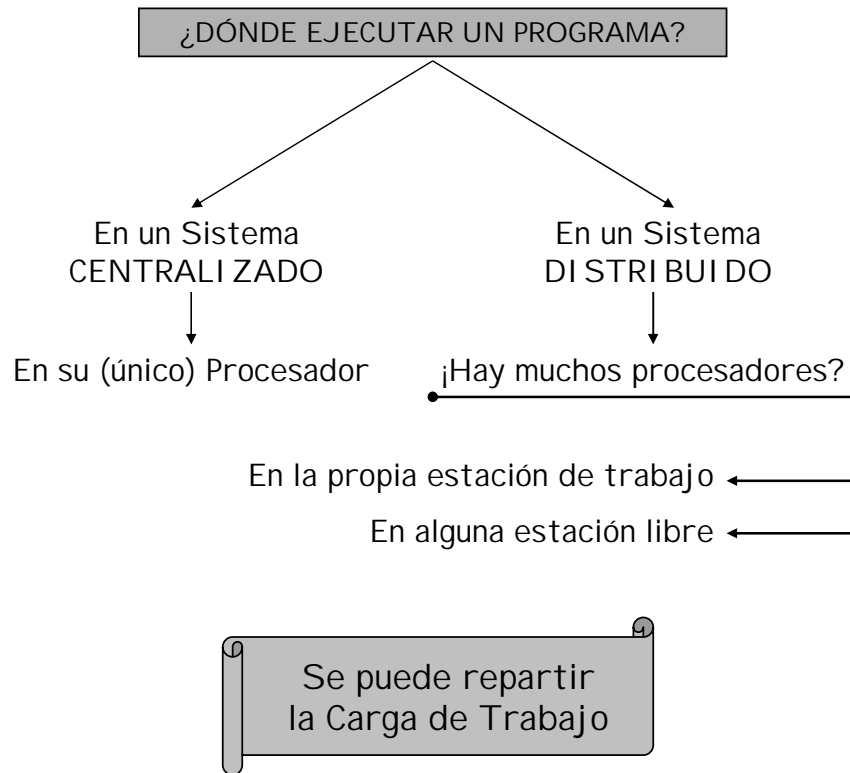 ¿DÓNDE EJECUTAR UN PROGRAMA?
En un Sistema
CENTRALIZADO
En un Sistema
DISTRIBUIDO
En su (único) Procesador
¡Hay muchos procesadores?
En la propia estación de trabajo
En alguna estación libre
Se puede repartir
la Carga de Trabajo